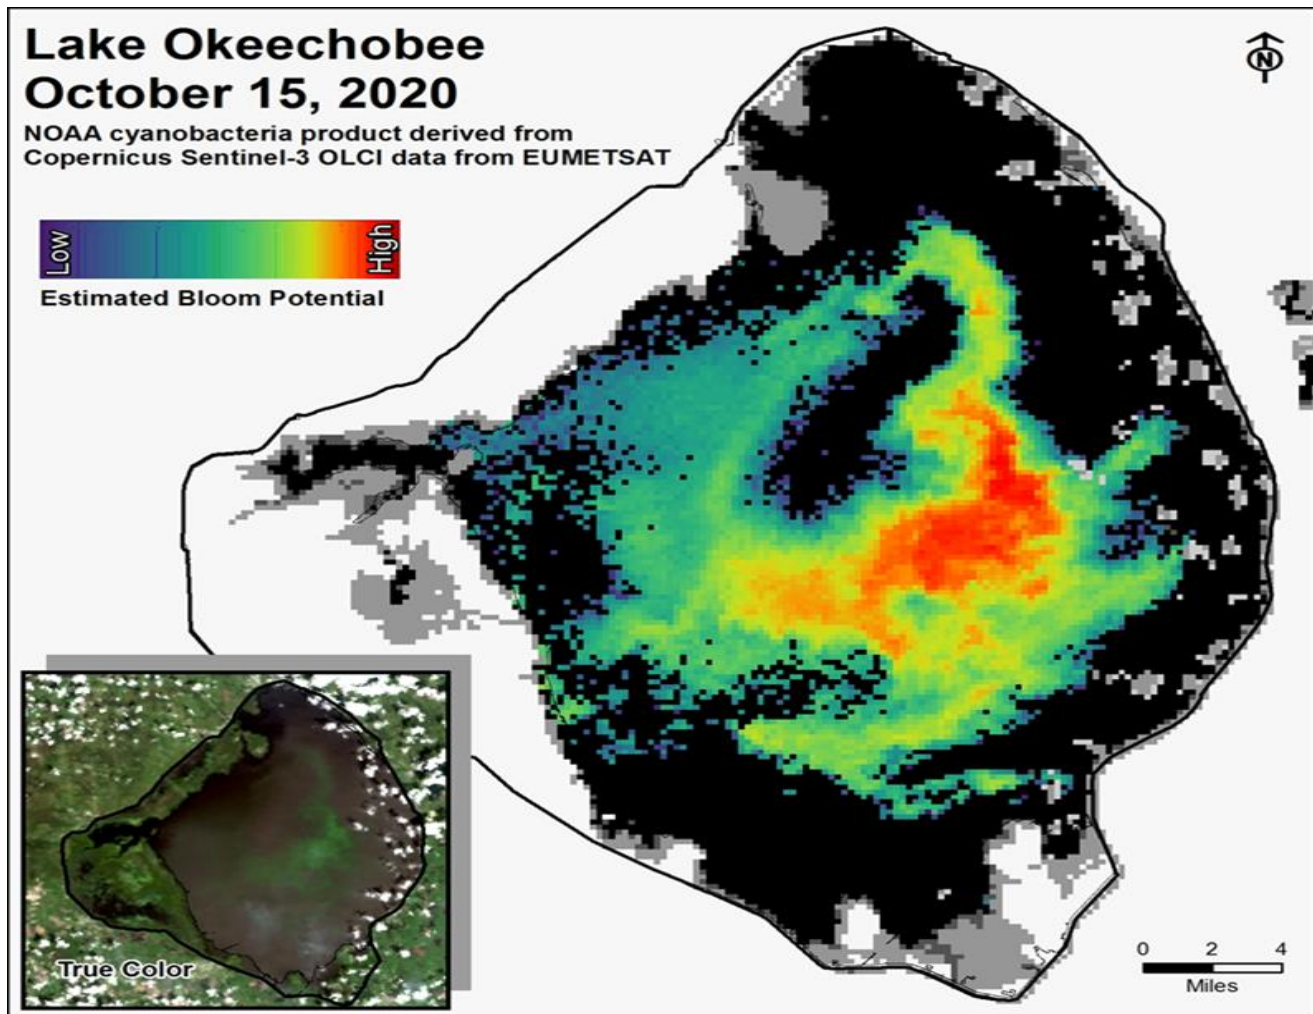 Lake Okeechobee
October 15, 2020
NOAA cyanobacteria product derived from
Copernicus Sentinel-3 OLCI data from EUMETSAT
N
Low
High
Estimated Bloom Potential
True Color
0 2 4
Miles